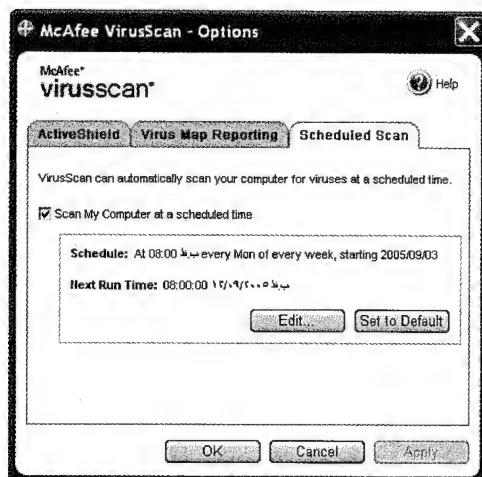 McAfee VirusScan - Options
McAfee®
virusscan®
Help
ActiveShield
Virus Map Reporting
Scheduled Scan
VirusScan can automatically scan your computer for viruses at a scheduled time.
Scan My Computer at a scheduled time
Schedule: At 08:00 ب.ظ every Mon of every week, starting 2005/09/03
Next Run Time: 08:00:00 ب.ظ ۱۲/۰۹/۲۰۰۵
Edit...
Set to Default
OK
Cancel
Apply